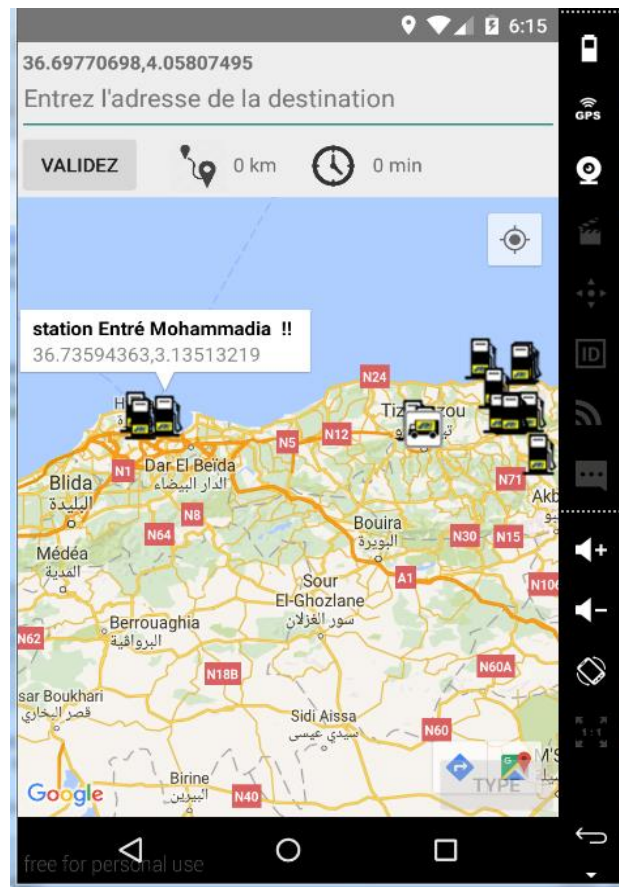 6:15
36.69770698,4.05807495
Entrez l'adresse de la destination
VALIDEZ
0 km
0 min
GPS
ID
station Entré Mohammadia !!
36.73594363,3.13513219
N24
H
Tiz
zou
N5
N12
N1
Dar El Beïda
الدار البيضاء
Blida
البليدة
N71
Akb
N8
N64
Bouira
البويرة
N30
N15
Médéa
المدية
A1
Sour
El-Ghozlane
سور الغزلان
N106
Berrouaghia
البرواقية
N62
N18B
N60A
sar Boukhari
قصر البخاري
Sidi Aissa
سيدي عيسى
N60
1:1
M'S
TYPE
Birine
البيرين
Google
N40
free for personal use